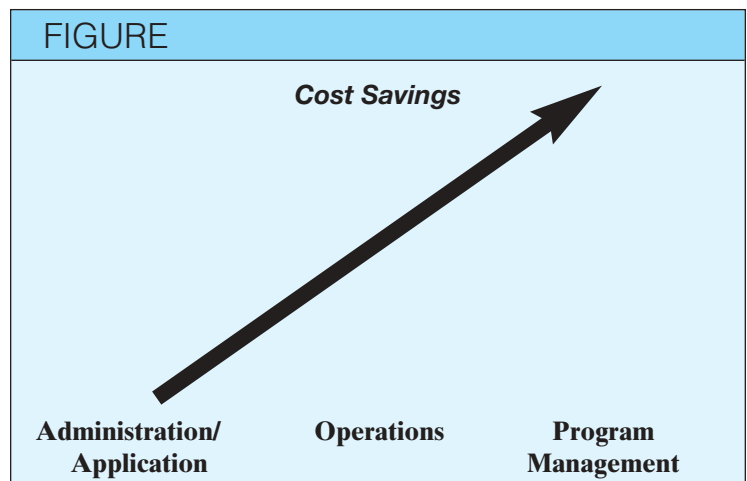 FIGURE
Cost Savings
Administration/ Operations Program
Application Management